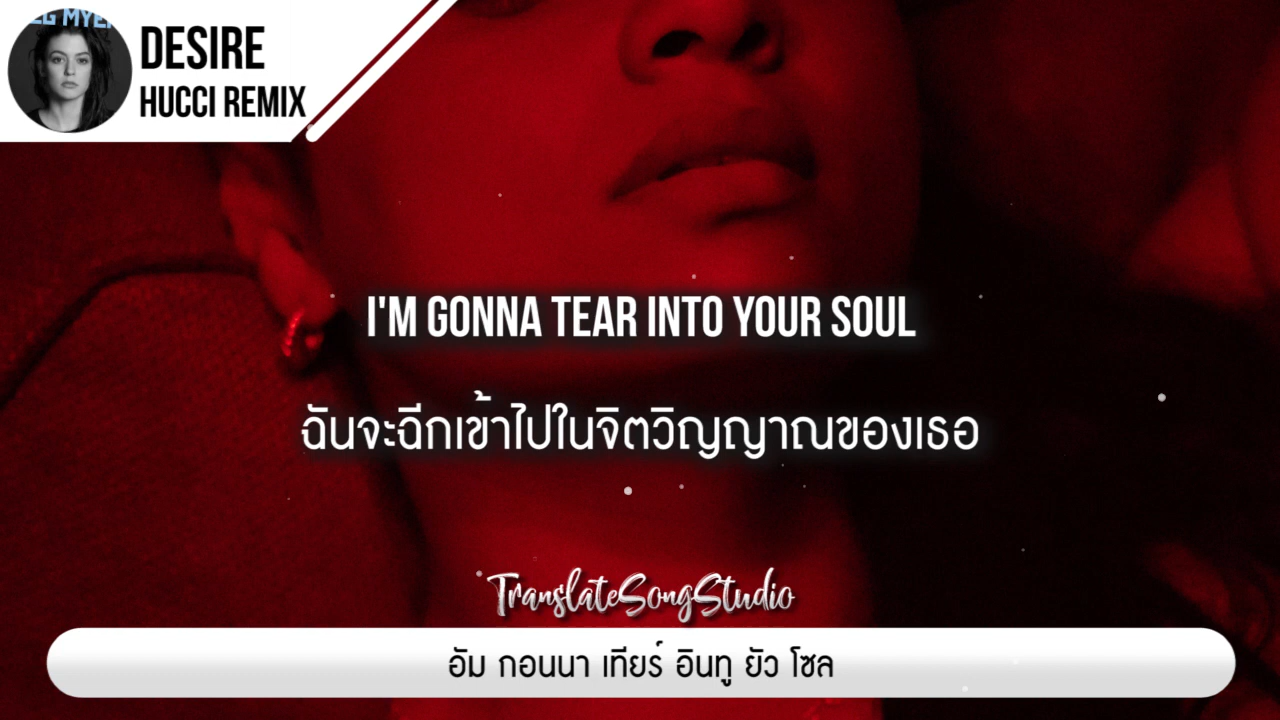 DESIRE
HUCCI REMIX
I'M GONNA TEAR INTO YOUR SOUL
ฉันจะฉีกเข้าไปในจิตวิญญาณของเธอ
TranslateSongStudio
อัม กอนนา เทียร์ อินทู ยัว โซล